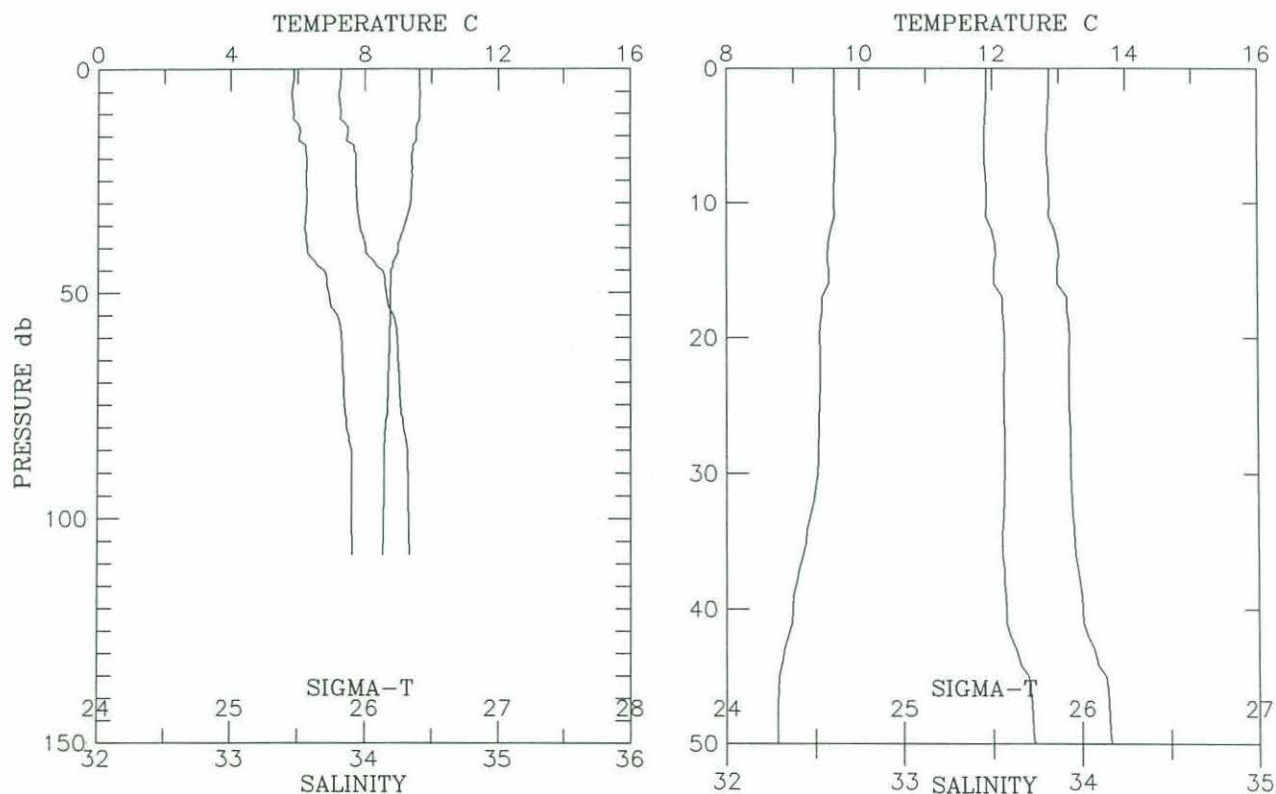 TEMPERATURE C
0 4 8 12 16
0
50
100
150
PRESSURE db
SIGMA-T
24 25 26 27 28
32 33 34 35 36
SALINITY
TEMPERATURE C
8 10 12 14 16
0
10
20
30
40
50
SIGMA-T
24 25 26 27
32 33 34 35
SALINITY